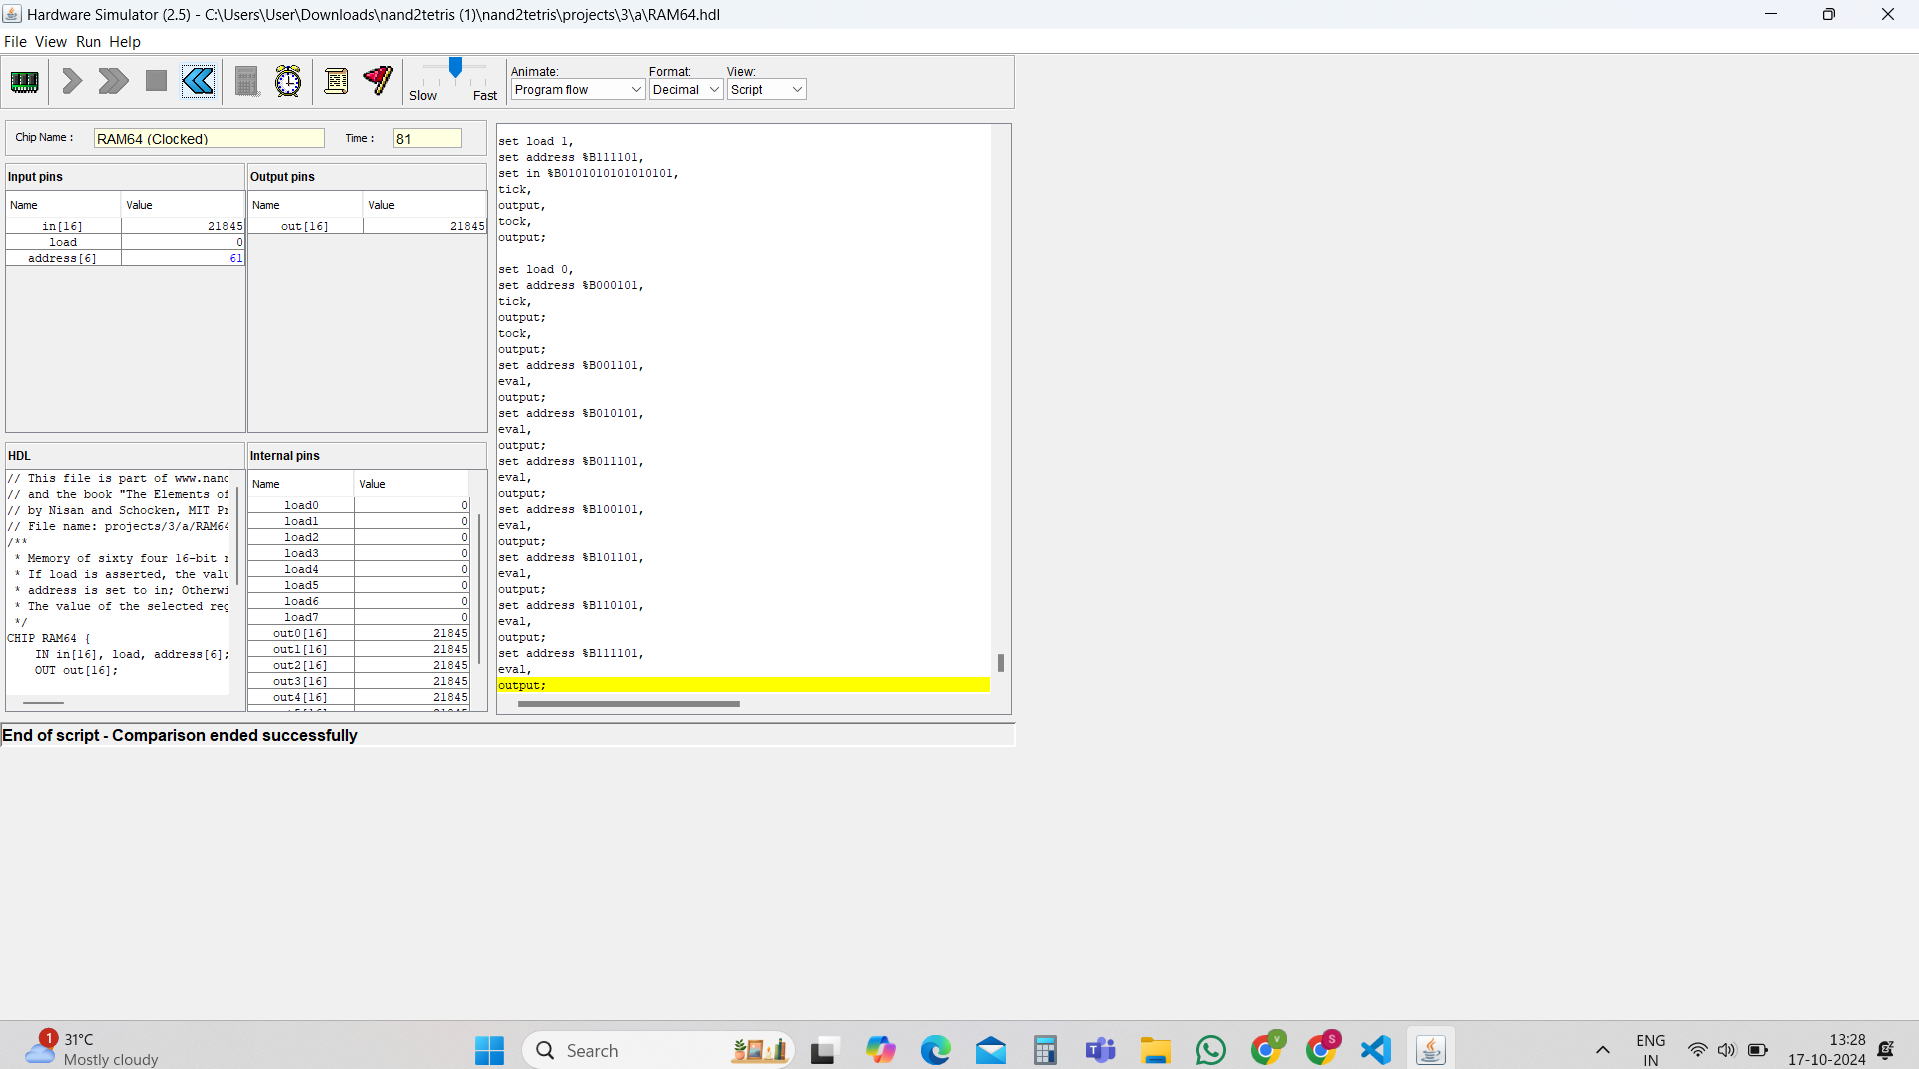 Hardware Simulator (2.5) - C:\Users\User\Downloads\nand2tetris (1)\nand2tetris\projects\3\a\RAM64.hdl
File View Run Help
Slow Fast
Animate:
Program flow
Format:
Decimal
View:
Script
Chip Name :
RAM64 (Clocked)
Time :
81
Input pins
Name Value
in[16] 21845
load 0
address[6] 61
Output pins
Name Value
out[16] 21845
HDL
// This file is part of www.nand
// and the book "The Elements of
// by Nisan and Schocken, MIT Pr
// File name: projects/3/a/RAM64
/**
* Memory of sixty four 16-bit r
* If load is asserted, the valu
* address is set to in; Otherwi
* The value of the selected reg
*/
CHIP RAM64 {
IN in[16], load, address[6];
OUT out[16];
Internal pins
Name Value
load0 0
load1 0
load2 0
load3 0
load4 0
load5 0
load6 0
load7 0
out0[16] 21845
out1[16] 21845
out2[16] 21845
out3[16] 21845
out4[16] 21845
set load 1,
set address %B111101,
set in %B0101010101010101,
tick,
output,
tock,
output;
set load 0,
set address %B000101,
tick,
output;
tock,
output;
set address %B001101,
eval,
output;
set address %B010101,
eval,
output;
set address %B011101,
eval,
output;
set address %B100101,
eval,
output;
set address %B101101,
eval,
output;
set address %B110101,
eval,
output;
set address %B111101,
eval,
output;
End of script - Comparison ended successfully
1
31°C
Mostly cloudy
Search
V
S
ENG
IN
13:28
17-10-2024